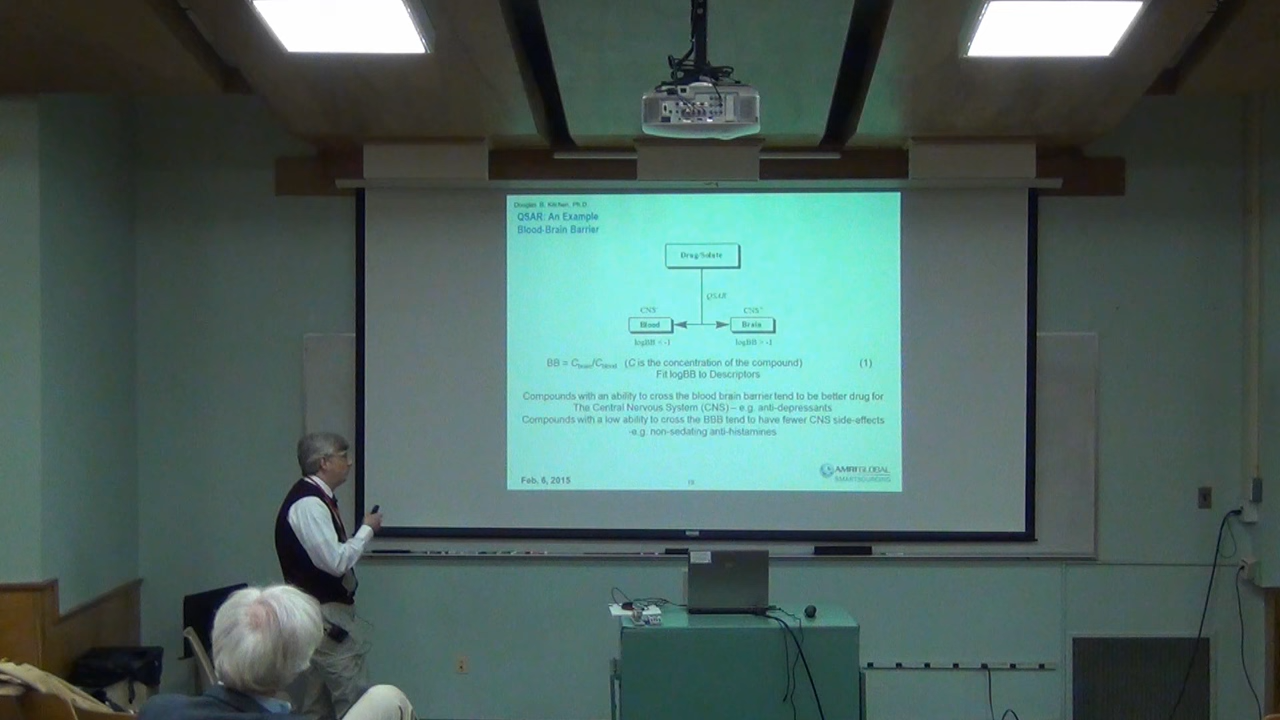 Douglas B. Kitchen, Ph.D.
QSAR: An Example
Blood-Brain Barrier
Drug/Solute
QSAR
CNS⁻ CNS⁺
Blood Brain
logBB < -1 logBB > -1
BB = C_brain/C_blood (C is the concentration of the compound) (1)
Fit logBB to Descriptors
Compounds with an ability to cross the blood brain barrier tend to be better drug for
The Central Nervous System (CNS) – e.g. anti-depressants
Compounds with a low ability to cross the BBB tend to have fewer CNS side-effects
-e.g. non-sedating anti-histamines
AMRI GLOBAL
SMARTSOURCING
Feb. 6, 2015